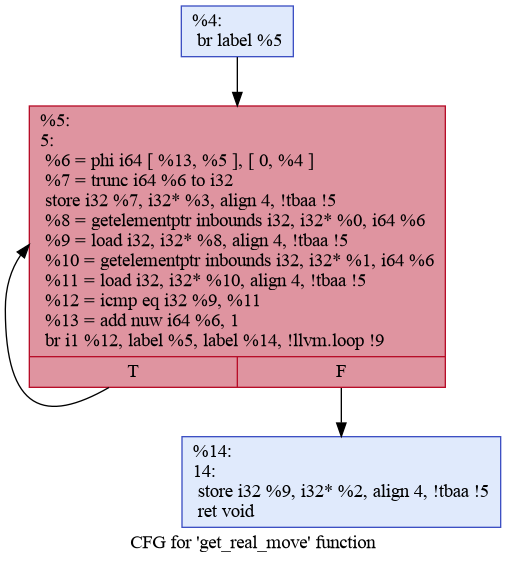 %4:
br label %5
%5:
5:
%6 = phi i64 [ %13, %5 ], [ 0, %4 ]
%7 = trunc i64 %6 to i32
store i32 %7, i32* %3, align 4, !tbaa !5
%8 = getelementptr inbounds i32, i32* %0, i64 %6
%9 = load i32, i32* %8, align 4, !tbaa !5
%10 = getelementptr inbounds i32, i32* %1, i64 %6
%11 = load i32, i32* %10, align 4, !tbaa !5
%12 = icmp eq i32 %9, %11
%13 = add nuw i64 %6, 1
br i1 %12, label %5, label %14, !llvm.loop !9
T F
%14:
14:
store i32 %9, i32* %2, align 4, !tbaa !5
ret void
CFG for 'get_real_move' function